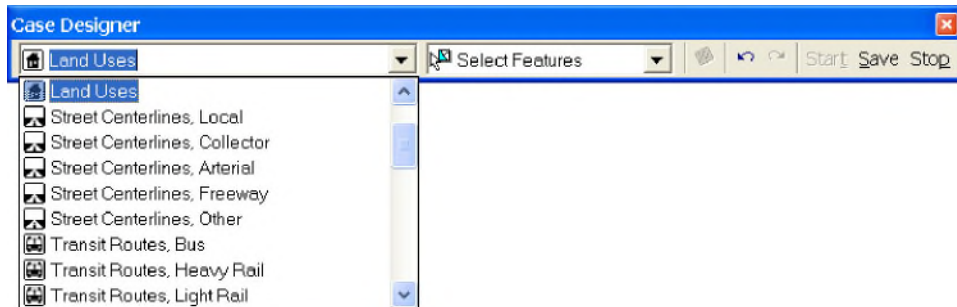 Case Designer
Land Uses Select Features Start Save Stop
Land Uses
Street Centerlines, Local
Street Centerlines, Collector
Street Centerlines, Arterial
Street Centerlines, Freeway
Street Centerlines, Other
Transit Routes, Bus
Transit Routes, Heavy Rail
Transit Routes, Light Rail